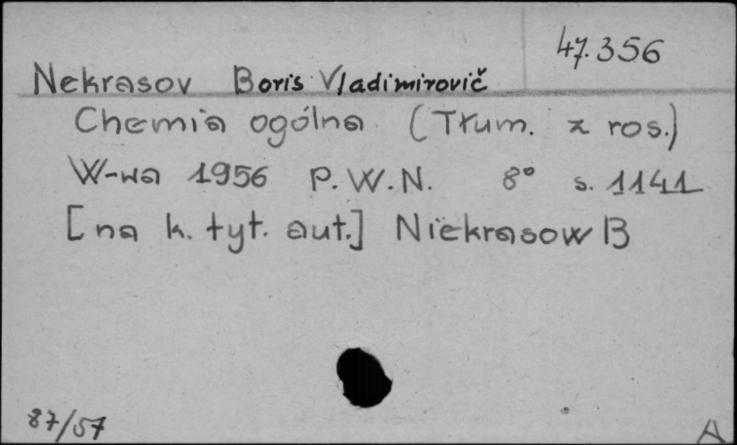 47.356
Nekrasov Boris Vladimirovič
Chemia ogólna (Tłum. z ros.)
W-wa 1956 P.W.N. 8° s. 1141
[na k. tyt. aut.] Niekrasow B
87/57
A